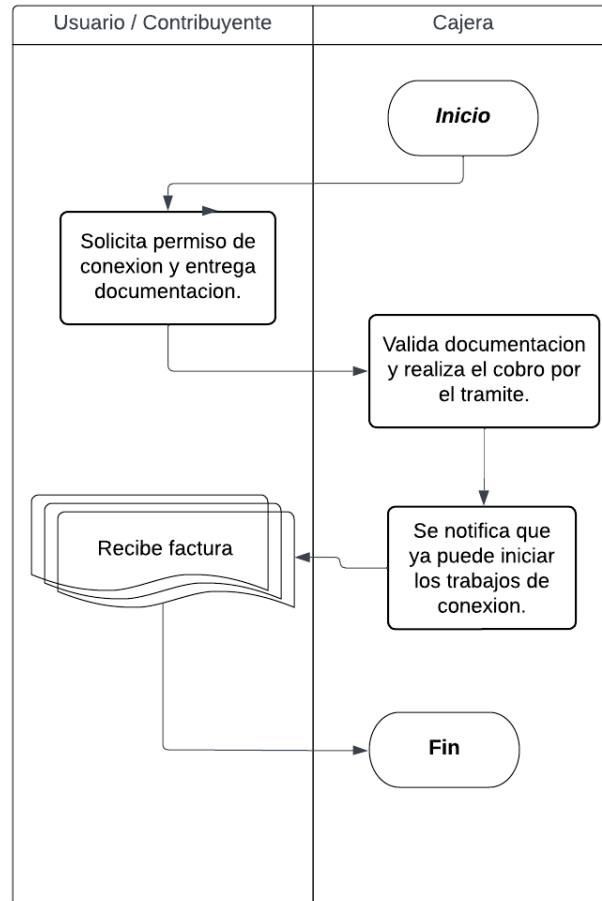 Usuario / Contribuyente
Cajera
Inicio
Solicita permiso de
conexion y entrega
documentacion.
Valida documentacion
y realiza el cobro por
el tramite.
Se notifica que
ya puede iniciar
los trabajos de
conexion.
Recibe factura
Fin